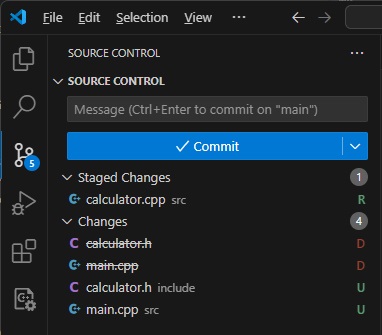 File Edit Selection View ···
SOURCE CONTROL ···
SOURCE CONTROL
Message (Ctrl+Enter to commit on "main")
Commit
5
Staged Changes 1
calculator.cpp src R
Changes 4
C calculator.h D
main.cpp D
C calculator.h include U
main.cpp src U